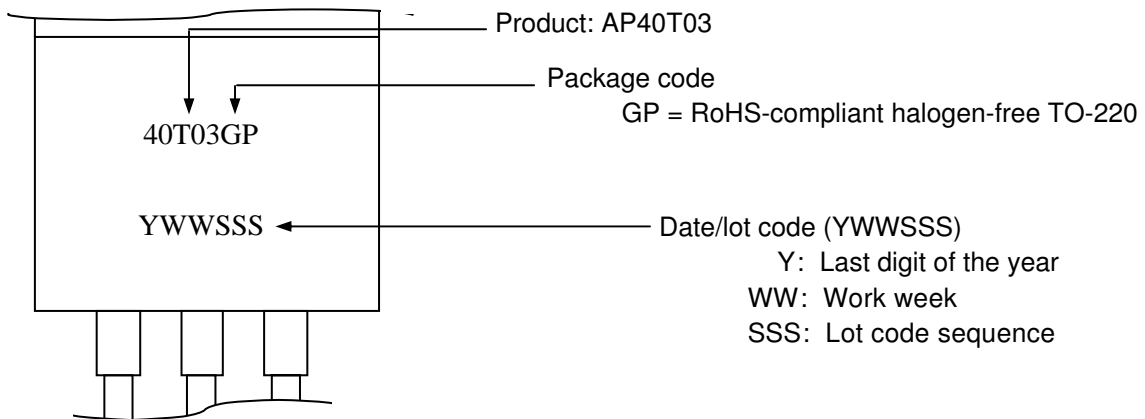 Product: AP40T03
Package code
GP = RoHS-compliant halogen-free TO-220
40T03GP
YWWSSS
Date/lot code (YWWSSS)
Y: Last digit of the year
WW: Work week
SSS: Lot code sequence